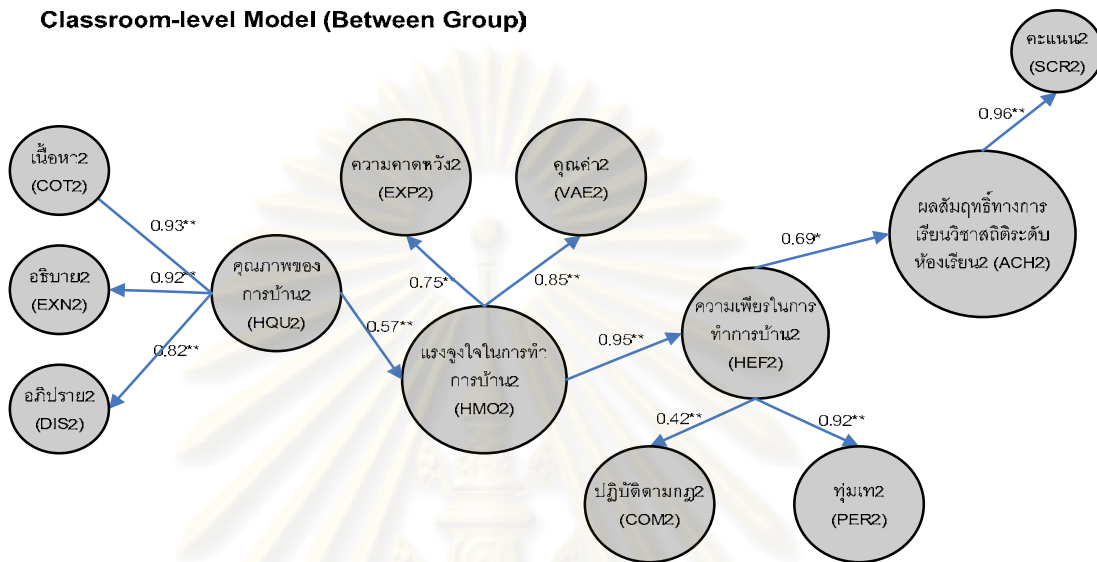 Classroom-level Model (Between Group)
คะแนน2
(SCR2)
0.96**
เนื้อหา2
(COT2)
ความคาดหวัง2
(EXP2)
คุณค่า2
(VAE2)
ผลสัมฤทธิ์ทางการ
เรียนวิชาสถิติระดับ
ห้องเรียน2 (ACH2)
0.93**
0.69*
อธิบาย2
(EXN2)
0.92**
คุณภาพของ
การบ้าน2
(HQU2)
0.75**
0.85**
ความเพียรในการ
ทำการบ้าน2
(HEF2)
0.57**
0.95**
แรงจูงใจในการทำ
การบ้าน2
(HMO2)
0.82**
อภิปราย2
(DIS2)
0.42**
0.92**
ปฏิบัติตามกฎ2
(COM2)
ทุ่มเท2
(PER2)